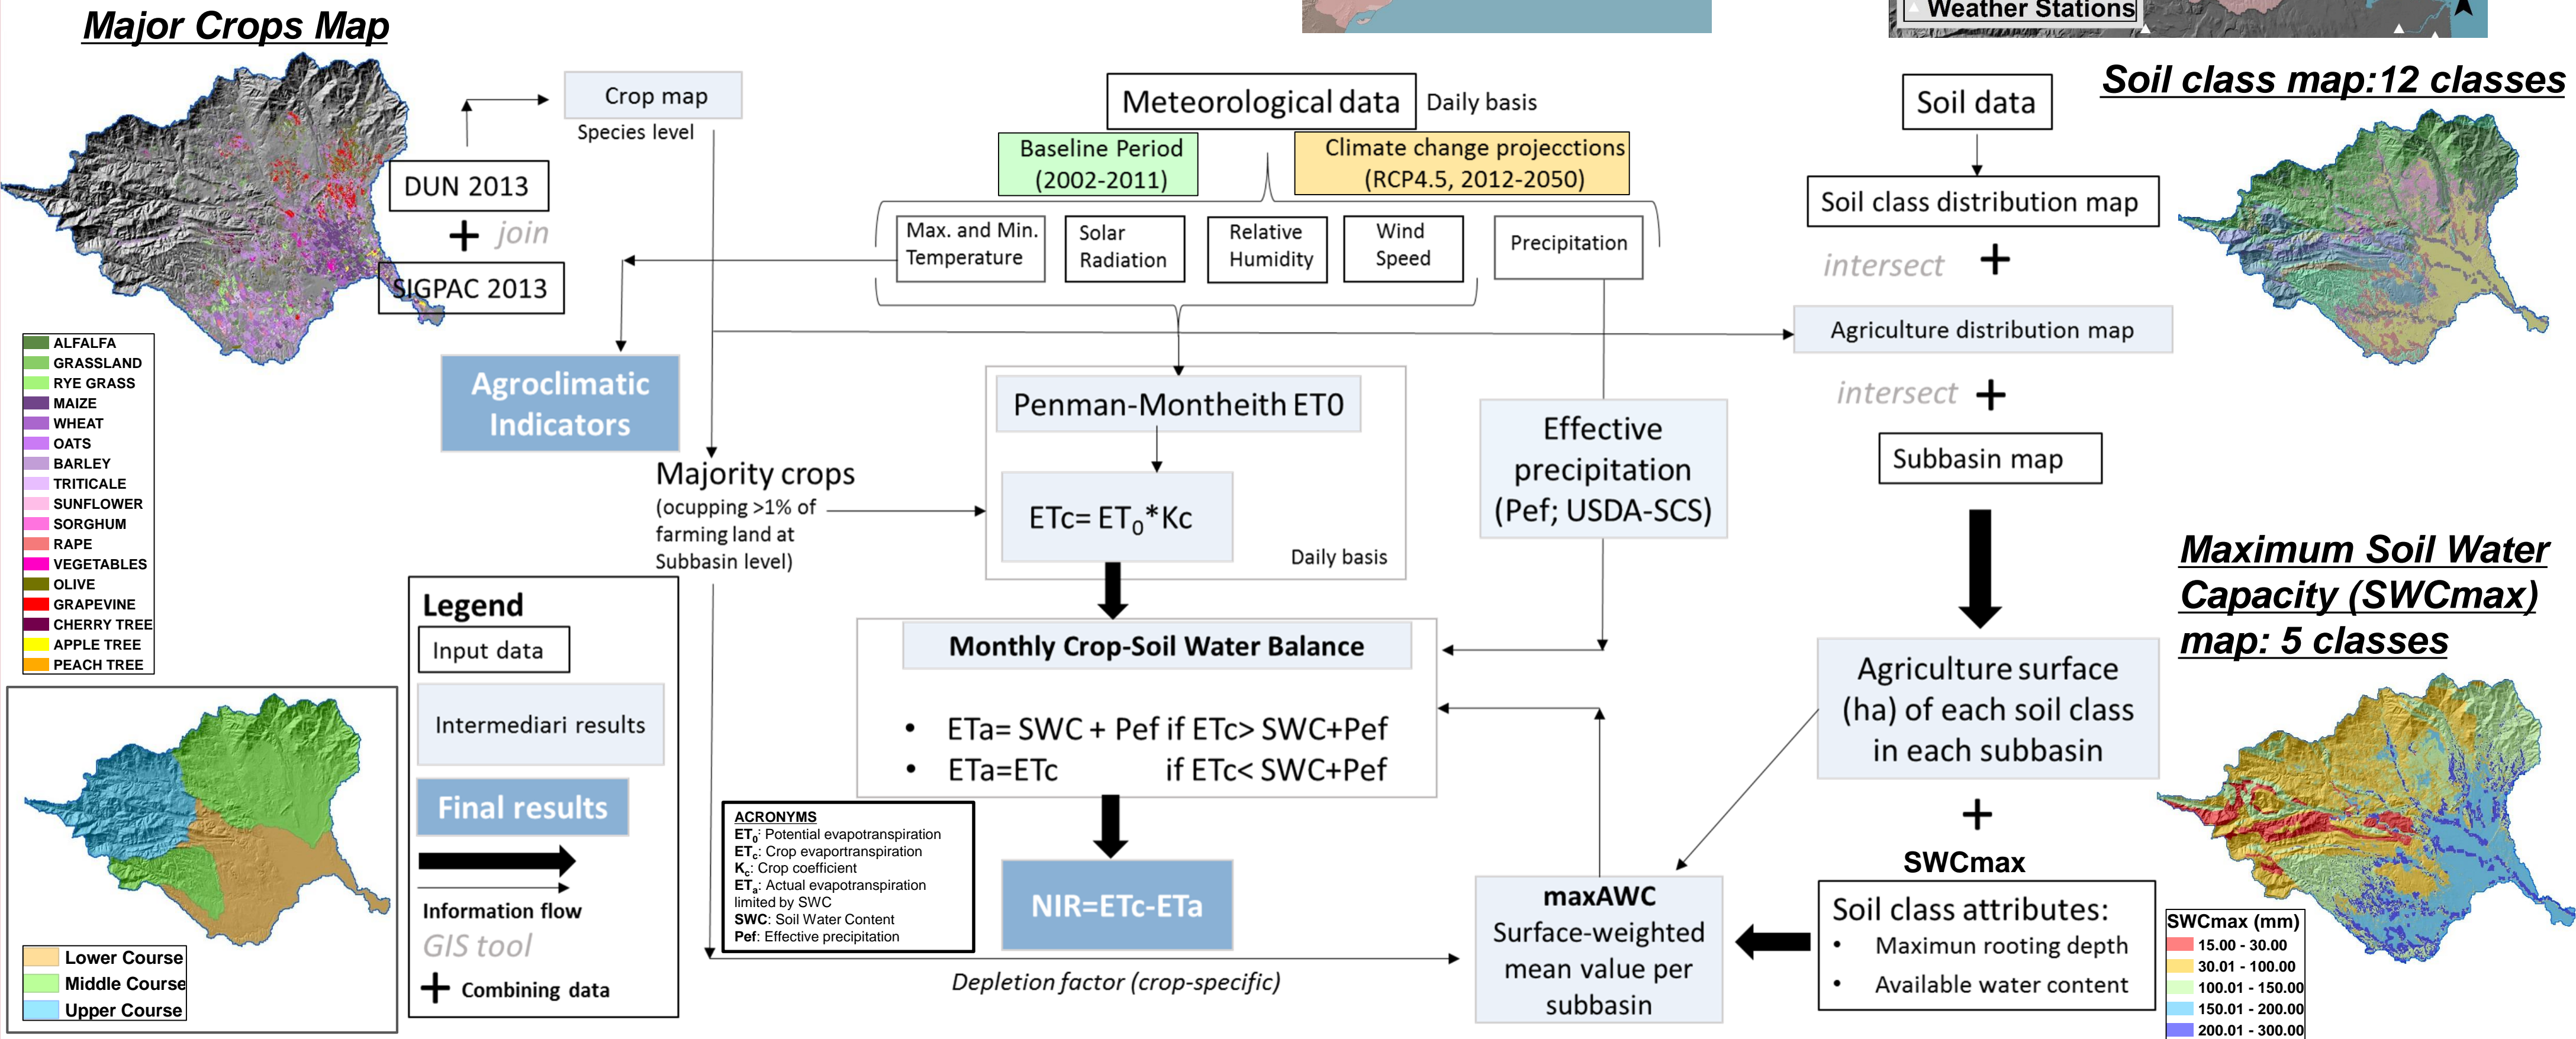 Major Crops Map
Weather Stations
Crop map
Species level
DUN 2013
+ join
SIGPAC 2013
ALFALFA
GRASSLAND
RYE GRASS
MAIZE
WHEAT
OATS
BARLEY
TRITICALE
SUNFLOWER
SORGHUM
RAPE
VEGETABLES
OLIVE
GRAPEVINE
CHERRY TREE
APPLE TREE
PEACH TREE
Lower Course
Middle Course
Upper Course
Meteorological data Daily basis
Baseline Period
(2002-2011)
Climate change projecctions
(RCP4.5, 2012-2050)
Max. and Min.
Temperature
Solar
Radiation
Relative
Humidity
Wind
Speed
Precipitation
Agroclimatic
Indicators
Majority crops
(ocupping >1% of
farming land at
Subbasin level)
Penman-Montheith ET0
ETc= ET₀*Kc
Daily basis
Effective
precipitation
(Pef; USDA-SCS)
Legend
Input data
Intermediari results
Final results
Information flow
GIS tool
+ Combining data
Monthly Crop-Soil Water Balance
• ETa= SWC + Pef if ETc> SWC+Pef
• ETa=ETc if ETc< SWC+Pef
ACRONYMS
ET₀: Potential evapotranspiration
ETc: Crop evaportranspiration
Kc: Crop coefficient
ETa: Actual evapotranspiration
limited by SWC
SWC: Soil Water Content
Pef: Effective precipitation
NIR=ETc-ETa
Depletion factor (crop-specific)
maxAWC
Surface-weighted
mean value per
subbasin
Soil data
Soil class distribution map
intersect +
Agriculture distribution map
intersect +
Subbasin map
Agriculture surface
(ha) of each soil class
in each subbasin
+
SWCmax
Soil class attributes:
• Maximun rooting depth
• Available water content
Soil class map:12 classes
Maximum Soil Water
Capacity (SWCmax)
map: 5 classes
SWCmax (mm)
15.00 - 30.00
30.01 - 100.00
100.01 - 150.00
150.01 - 200.00
200.01 - 300.00